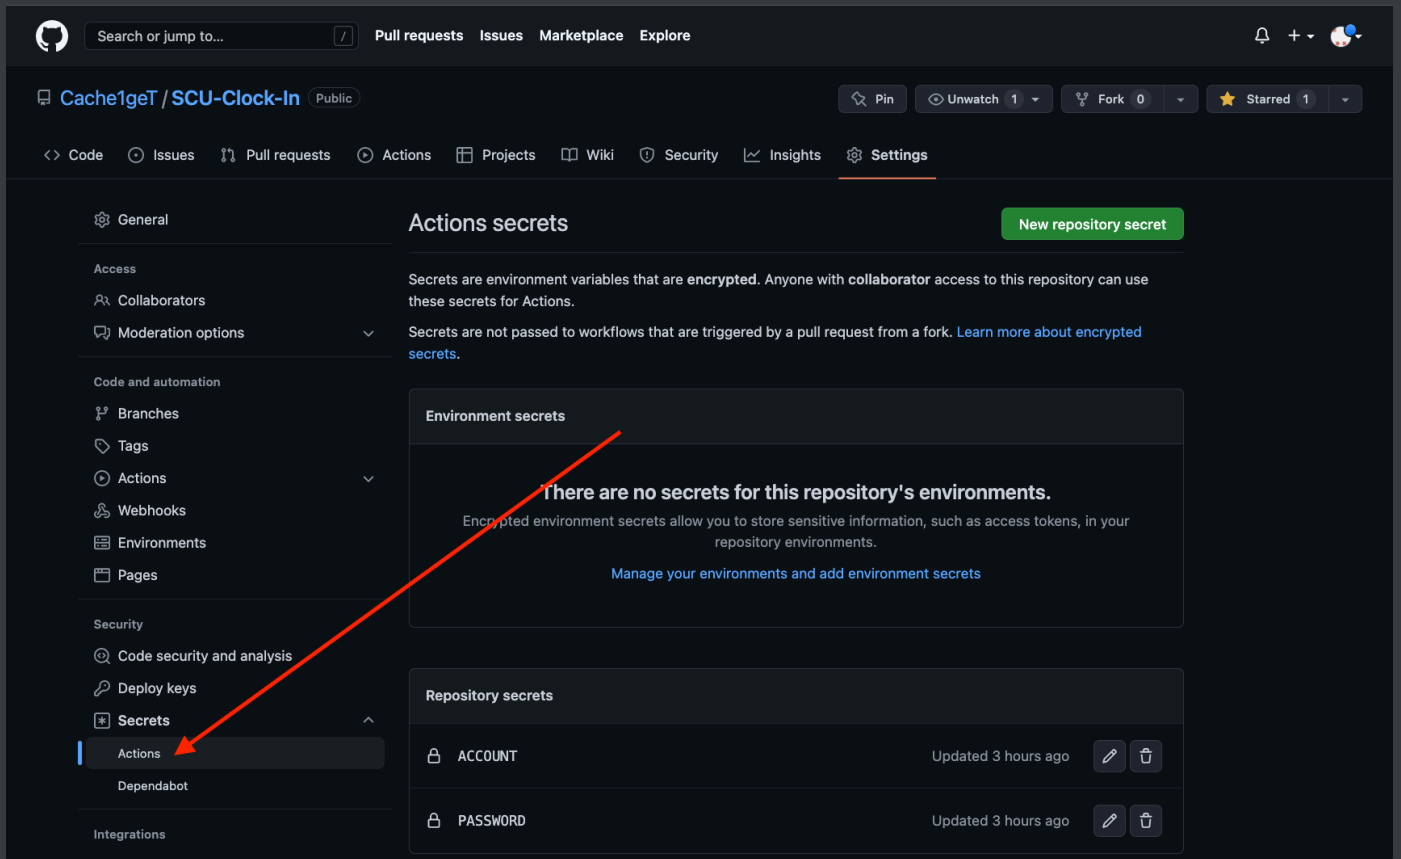 Search or jump to... /
Pull requests
Issues
Marketplace
Explore
Cache1geT / SCU-Clock-In Public
Pin
Unwatch 1
Fork 0
Starred 1
Code
Issues
Pull requests
Actions
Projects
Wiki
Security
Insights
Settings
General
Access
Collaborators
Moderation options
Code and automation
Branches
Tags
Actions
Webhooks
Environments
Pages
Security
Code security and analysis
Deploy keys
Secrets
Actions
Dependabot
Integrations
Actions secrets
New repository secret
Secrets are environment variables that are encrypted. Anyone with collaborator access to this repository can use
these secrets for Actions.
Secrets are not passed to workflows that are triggered by a pull request from a fork. Learn more about encrypted
secrets.
Environment secrets
There are no secrets for this repository's environments.
Encrypted environment secrets allow you to store sensitive information, such as access tokens, in your
repository environments.
Manage your environments and add environment secrets
Repository secrets
ACCOUNT
Updated 3 hours ago
PASSWORD
Updated 3 hours ago